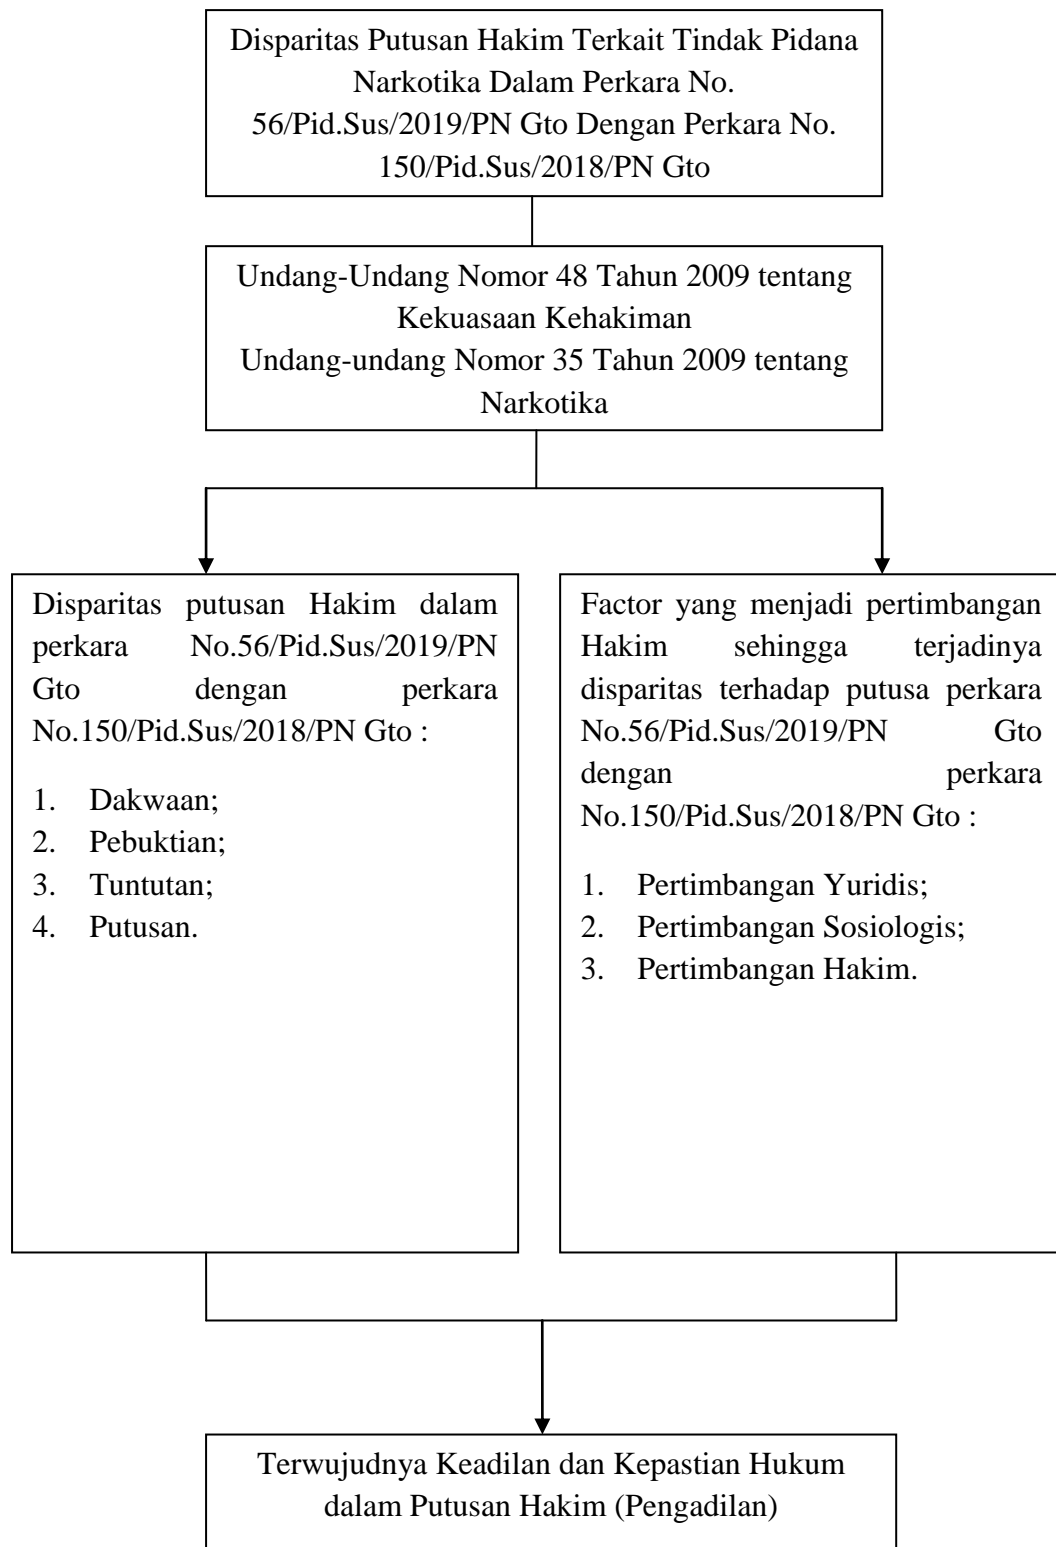 Disparitas Putusan Hakim Terkait Tindak Pidana
Narkotika Dalam Perkara No.
56/Pid.Sus/2019/PN Gto Dengan Perkara No.
150/Pid.Sus/2018/PN Gto
Undang-Undang Nomor 48 Tahun 2009 tentang
Kekuasaan Kehakiman
Undang-undang Nomor 35 Tahun 2009 tentang
Narkotika
Disparitas putusan Hakim dalam
perkara No.56/Pid.Sus/2019/PN
Gto dengan perkara
No.150/Pid.Sus/2018/PN Gto :
1. Dakwaan;
2. Pebuktian;
3. Tuntutan;
4. Putusan.
Factor yang menjadi pertimbangan
Hakim sehingga terjadinya
disparitas terhadap putusa perkara
No.56/Pid.Sus/2019/PN Gto
dengan perkara
No.150/Pid.Sus/2018/PN Gto :
1. Pertimbangan Yuridis;
2. Pertimbangan Sosiologis;
3. Pertimbangan Hakim.
Terwujudnya Keadilan dan Kepastian Hukum
dalam Putusan Hakim (Pengadilan)